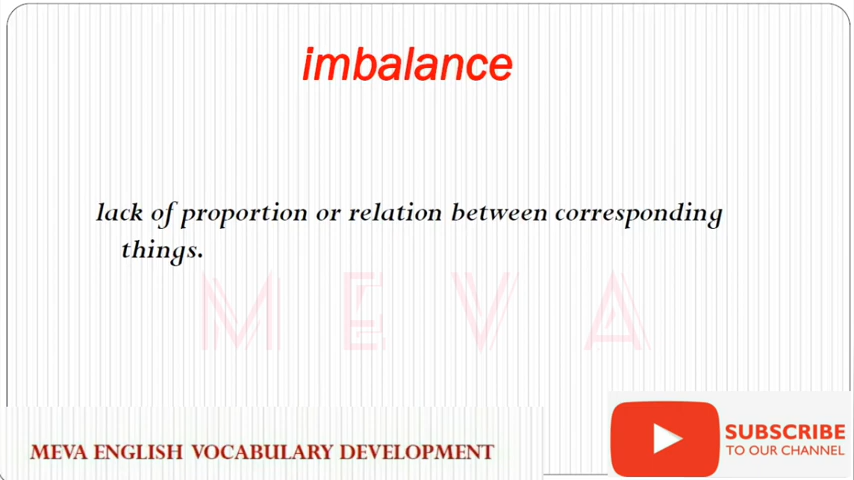 imbalance
lack of proportion or relation between corresponding
things.
M E V A
MEVA ENGLISH VOCABULARY DEVELOPMENT
SUBSCRIBE
TO OUR CHANNEL